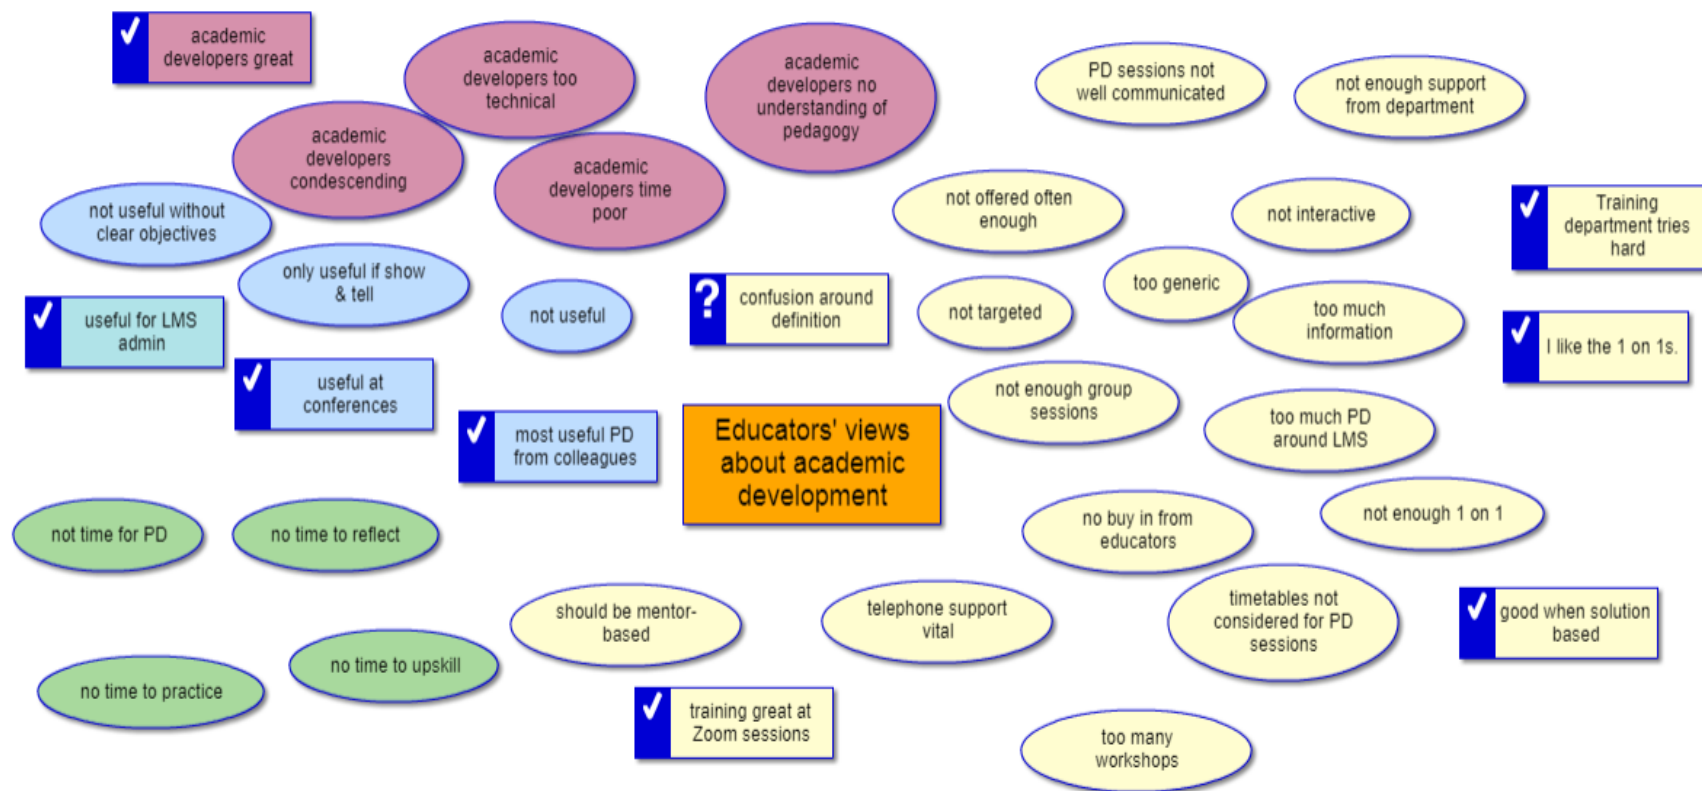 academic
developers great
academic
developers too
technical
academic
developers no
understanding of
pedagogy
PD sessions not
well communicated
not enough support
from department
academic
developers
condescending
academic
developers time
poor
not useful without
clear objectives
not offered often
enough
not interactive
Training
department tries
hard
only useful if show
& tell
not useful
? confusion around
definition
not targeted
too generic
too much
information
useful for LMS
admin
I like the 1 on 1s.
useful at
conferences
not enough group
sessions
too much PD
around LMS
most useful PD
from colleagues
Educators' views
about academic
development
not time for PD
no time to reflect
no buy in from
educators
not enough 1 on 1
should be mentor-
based
telephone support
vital
timetables not
considered for PD
sessions
good when solution
based
no time to practice
no time to upskill
training great at
Zoom sessions
too many
workshops